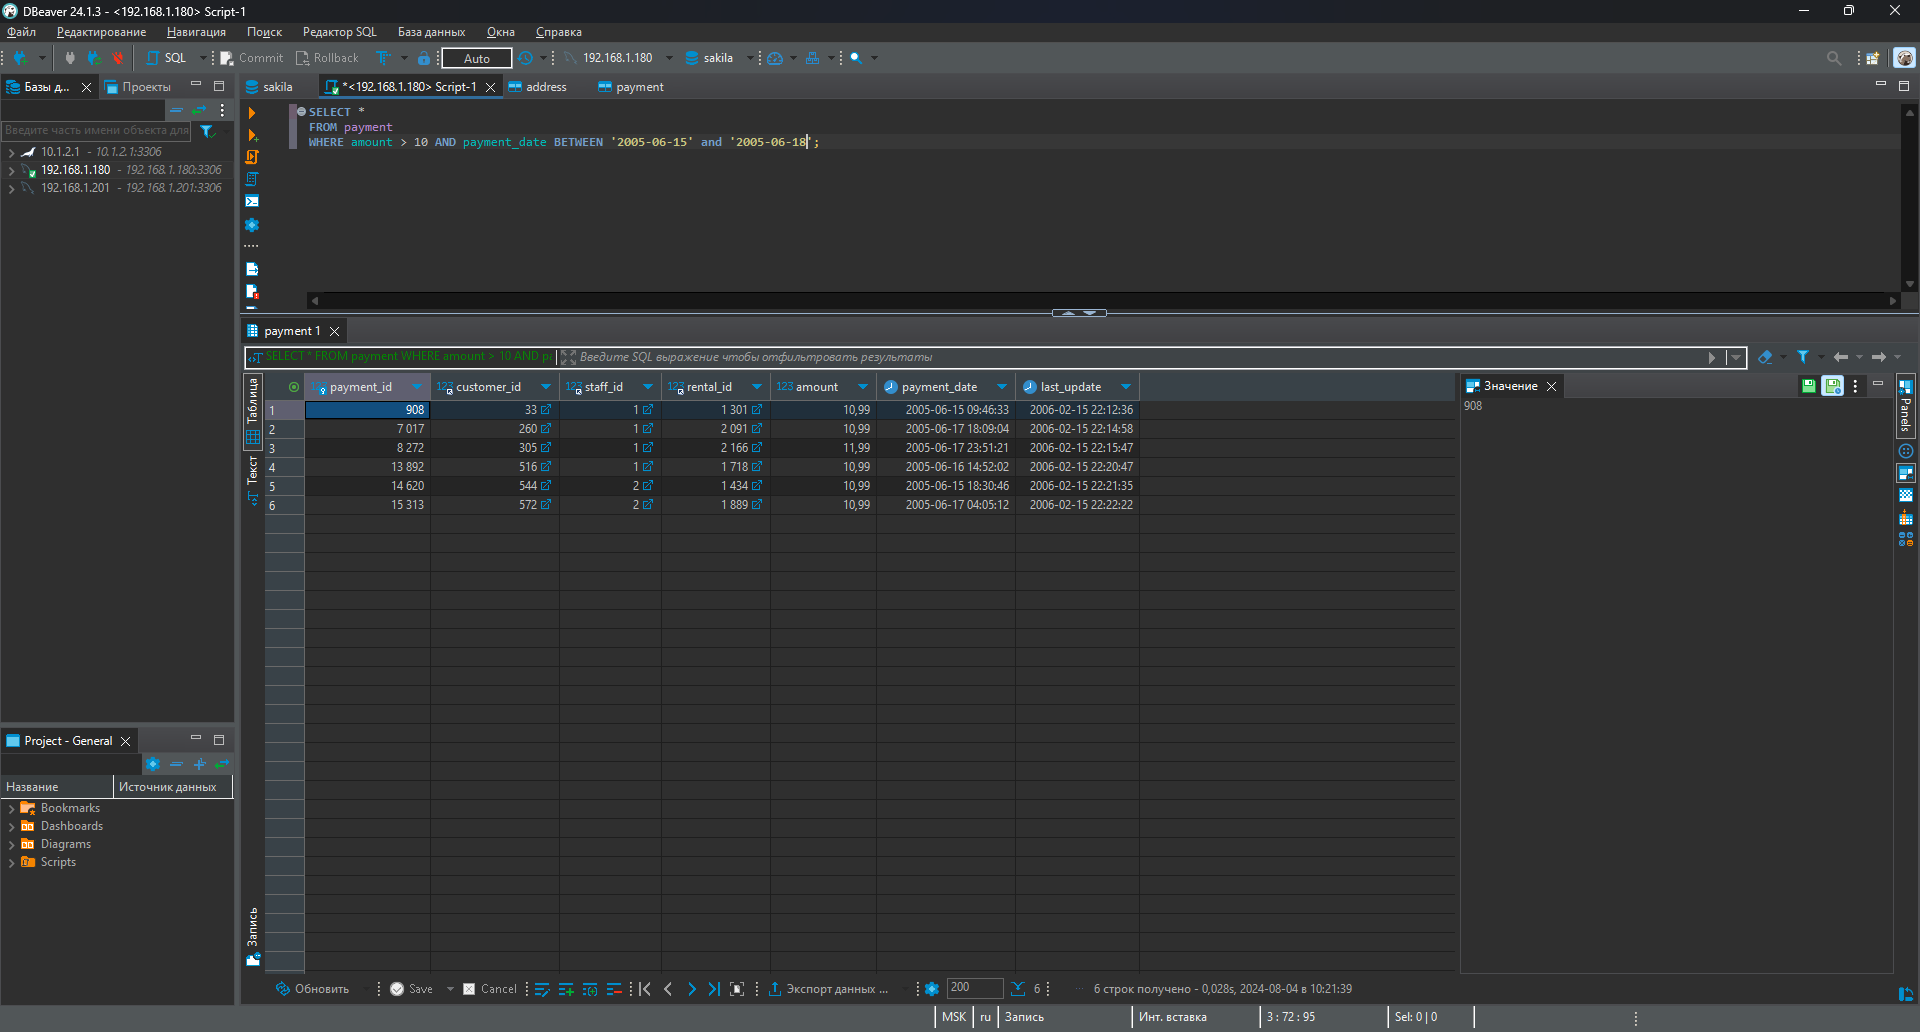 DBeaver 24.1.3 - <192.168.1.180> Script-1
Файл Редактирование Навигация Поиск Редактор SQL База данных Окна Справка
SQL Commit Rollback Auto 192.168.1.180 sakila
Базы д... Проекты
sakila *<192.168.1.180> Script-1 address payment
Введите часть имени объекта для
10.1.2.1 - 10.1.2.1:3306
192.168.1.180 - 192.168.1.180:3306
192.168.1.201 - 192.168.1.201:3306
SELECT *
FROM payment
WHERE amount > 10 AND payment_date BETWEEN '2005-06-15' and '2005-06-18';
payment 1
SELECT * FROM payment WHERE amount > 10 AND pa Введите SQL выражение чтобы отфильтровать результаты
Таблица
Текст
Запись
payment_id customer_id staff_id rental_id amount payment_date last_update
1 908 33 1 1 301 10,99 2005-06-15 09:46:33 2006-02-15 22:12:36
2 7 017 260 1 2 091 10,99 2005-06-17 18:09:04 2006-02-15 22:14:58
3 8 272 305 1 2 166 11,99 2005-06-17 23:51:21 2006-02-15 22:15:47
4 13 892 516 1 1 718 10,99 2005-06-16 14:52:02 2006-02-15 22:20:47
5 14 620 544 2 1 434 10,99 2005-06-15 18:30:46 2006-02-15 22:21:35
6 15 313 572 2 1 889 10,99 2005-06-17 04:05:12 2006-02-15 22:22:22
Значение
908
Panels
Project - General
Название Источник данных
Bookmarks
Dashboards
Diagrams
Scripts
Обновить Save Cancel Экспорт данных ... 200 6 6 строк получено - 0,028s, 2024-08-04 в 10:21:39
MSK ru Запись Инт. вставка 3 : 72 : 95 Sel: 0 | 0